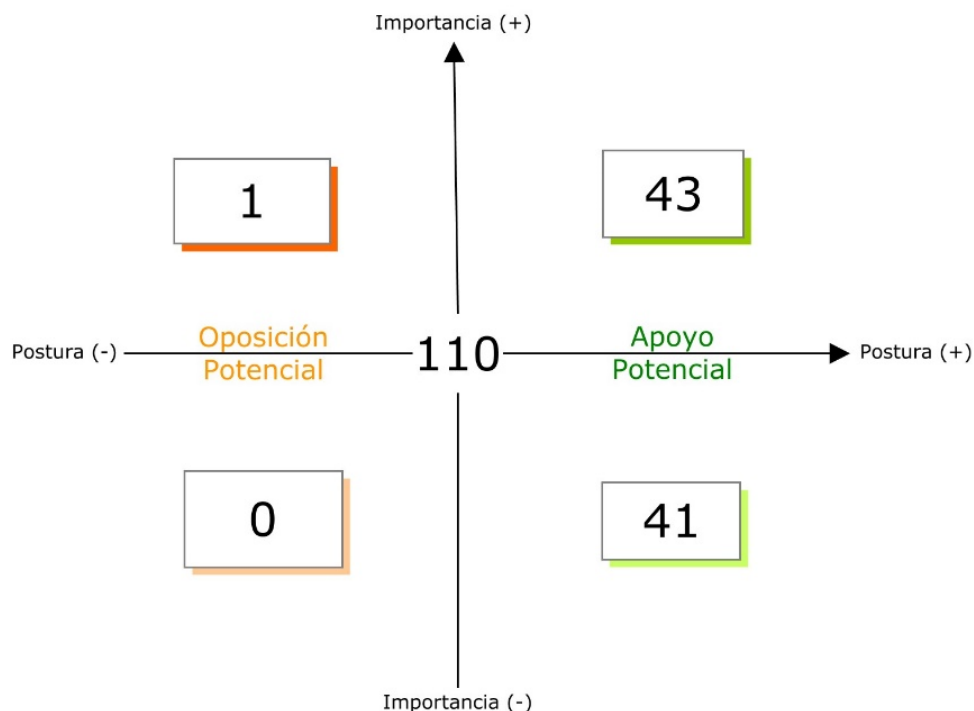 Importancia (+)
1
43
Postura (-)
Oposición
Potencial
110
Apoyo
Potencial
Postura (+)
0
41
Importancia (-)